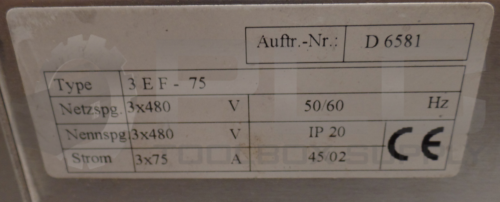 Auftr.-Nr.: D 6581
Type 3 E F - 75
Netzspg. 3x480 V 50/60 Hz
Nennspg. 3x480 V IP 20
Strom 3x75 A 45/02 CE